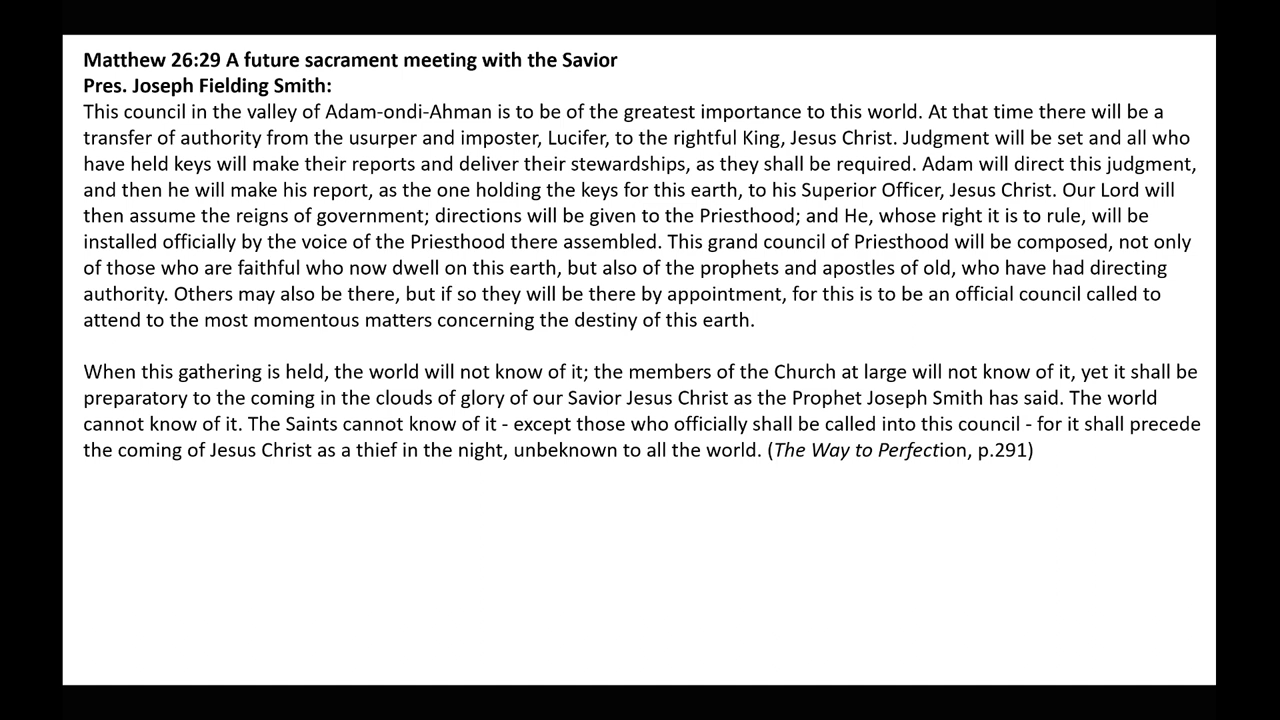 Matthew 26:29 A future sacrament meeting with the Savior
Pres. Joseph Fielding Smith:
This council in the valley of Adam-ondi-Ahman is to be of the greatest importance to this world. At that time there will be a
transfer of authority from the usurper and imposter, Lucifer, to the rightful King, Jesus Christ. Judgment will be set and all who
have held keys will make their reports and deliver their stewardships, as they shall be required. Adam will direct this judgment,
and then he will make his report, as the one holding the keys for this earth, to his Superior Officer, Jesus Christ. Our Lord will
then assume the reigns of government; directions will be given to the Priesthood; and He, whose right it is to rule, will be
installed officially by the voice of the Priesthood there assembled. This grand council of Priesthood will be composed, not only
of those who are faithful who now dwell on this earth, but also of the prophets and apostles of old, who have had directing
authority. Others may also be there, but if so they will be there by appointment, for this is to be an official council called to
attend to the most momentous matters concerning the destiny of this earth.
When this gathering is held, the world will not know of it; the members of the Church at large will not know of it, yet it shall be
preparatory to the coming in the clouds of glory of our Savior Jesus Christ as the Prophet Joseph Smith has said. The world
cannot know of it. The Saints cannot know of it - except those who officially shall be called into this council - for it shall precede
the coming of Jesus Christ as a thief in the night, unbeknown to all the world. (The Way to Perfection, p.291)